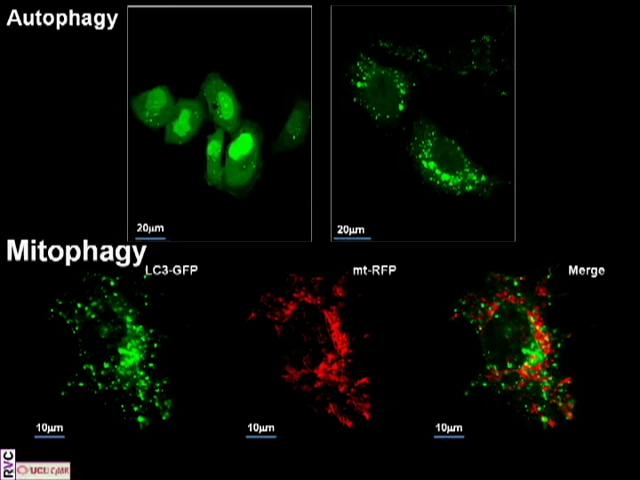 Autophagy
20µm
20µm
Mitophagy
LC3-GFP
mt-RFP
Merge
10µm
10µm
10µm
RVC
UCL